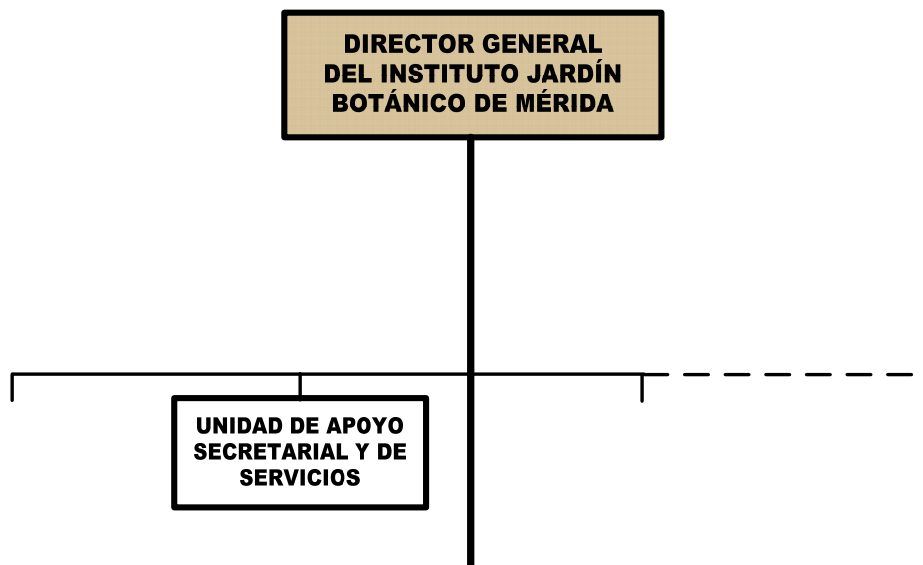 DIRECTOR GENERAL
DEL INSTITUTO JARDÍN
BOTÁNICO DE MÉRIDA
UNIDAD DE APOYO
SECRETARIAL Y DE
SERVICIOS